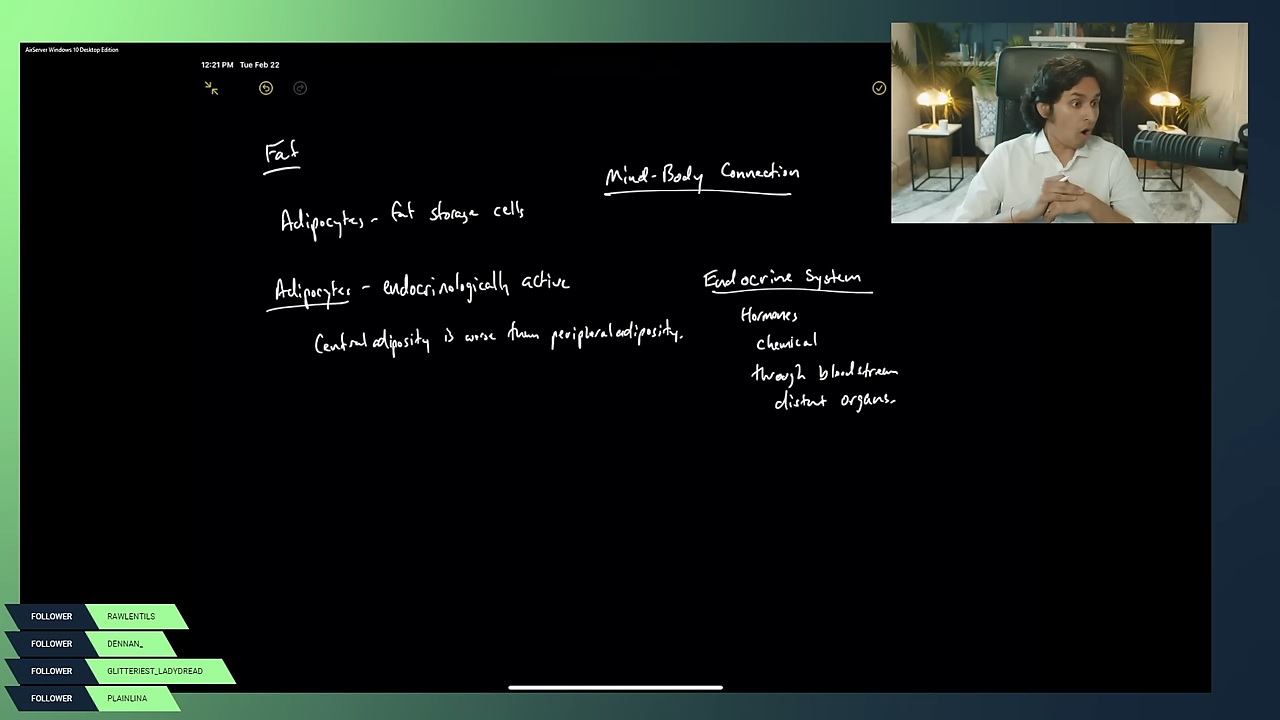 AirServer Windows 10 Desktop Edition
12:21 PM Tue Feb 22
Fat
Mind-Body Connection
Adipocytes - fat storage cells
Endocrine System
Adipocytes - endocrinologically active
Hormones
Central adiposity is worse than peripheral adiposity.
chemical
through bloodstream
distant organs.
FOLLOWER RAWLENTILS
FOLLOWER DENNAN_
FOLLOWER GLITTERIEST_LADYDREAD
FOLLOWER PLAINLINA